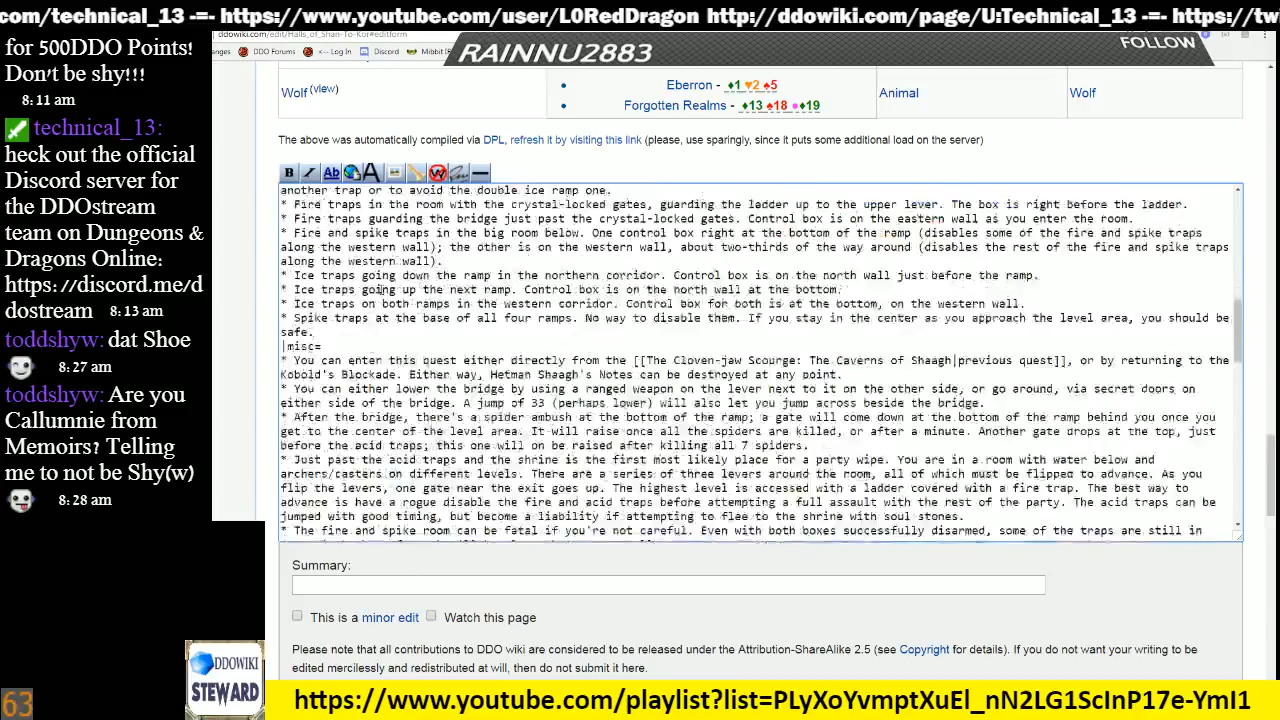 com/technical_13 -=- https://www.youtube.com/user/L0RedDragon http://ddowiki.com/page/U:Technical_13 -=- https://tw
for 500DDO Points!
Don't be shy!!!
8:11 am
technical_13:
heck out the official
Discord server for
the DDOstream
team on Dungeons &
Dragons Online:
https://discord.me/d
dostream 8:13 am
toddshyw: dat Shoe
8:27 am
toddshyw: Are you
Callumnie from
Memoirs? Telling
me to not be Shy(w)
8:28 am
DDOWIKI
STEWARD
63
ddowiki.com/edit/Halls_of_Shan-To-Kor#editform
anges DDO Forums <-- Log In Discord Mibbit IR
RAINNU2883
FOLLOW
Wolf (view)
Eberron - ♦1 ♥2 ♠5
Forgotten Realms - ♦13 ♠18 ●♦19
Animal
Wolf
The above was automatically compiled via DPL, refresh it by visiting this link (please, use sparingly, since it puts some additional load on the server)
B I Ab A W
another trap or to avoid the double ice ramp one.
* Fire traps in the room with the crystal-locked gates, guarding the ladder up to the upper lever. The box is right before the ladder.
* Fire traps guarding the bridge just past the crystal-locked gates. Control box is on the eastern wall as you enter the room.
* Fire and spike traps in the big room below. One control box right at the bottom of the ramp (disables some of the fire and spike traps
along the western wall); the other is on the western wall, about two-thirds of the way around (disables the rest of the fire and spike traps
along the western wall).
* Ice traps going down the ramp in the northern corridor. Control box is on the north wall just before the ramp.
* Ice traps going up the next ramp. Control box is on the north wall at the bottom.
* Ice traps on both ramps in the western corridor. Control box for both is at the bottom, on the western wall.
* Spike traps at the base of all four ramps. No way to disable them. If you stay in the center as you approach the level area, you should be
safe.
|misc=
* You can enter this quest either directly from the [[The Cloven-jaw Scourge: The Caverns of Shaagh|previous quest]], or by returning to the
Kobold's Blockade. Either way, Hetman Shaagh's Notes can be destroyed at any point.
* You can either lower the bridge by using a ranged weapon on the lever next to it on the other side, or go around, via secret doors on
either side of the bridge. A jump of 33 (perhaps lower) will also let you jump across beside the bridge.
* After the bridge, there's a spider ambush at the bottom of the ramp; a gate will come down at the bottom of the ramp behind you once you
get to the center of the level area. It will raise once all the spiders are killed, or after a minute. Another gate drops at the top, just
before the acid traps; this one will on be raised after killing all 7 spiders.
* Just past the acid traps and the shrine is the first most likely place for a party wipe. You are in a room with water below and
archers/casters on different levels. There are a series of three levers around the room, all of which must be flipped to advance. As you
flip the levers, one gate near the exit goes up. The highest level is accessed with a ladder covered with a fire trap. The best way to
advance is have a rogue disable the fire and acid traps before attempting a full assault with the rest of the party. The acid traps can be
jumped with good timing, but become a liability if attempting to flee to the shrine with soul stones.
* The fire and spike room can be fatal if you're not careful. Even with both boxes successfully disarmed, some of the traps are still in
Summary:
This is a minor edit Watch this page
Please note that all contributions to DDO wiki are considered to be released under the Attribution-ShareAlike 2.5 (see Copyright for details). If you do not want your writing to
be edited mercilessly and redistributed at will, then do not submit it here.
https://www.youtube.com/playlist?list=PLyXoYvmptXuEl_nN2LG1ScInP17e-YmI1